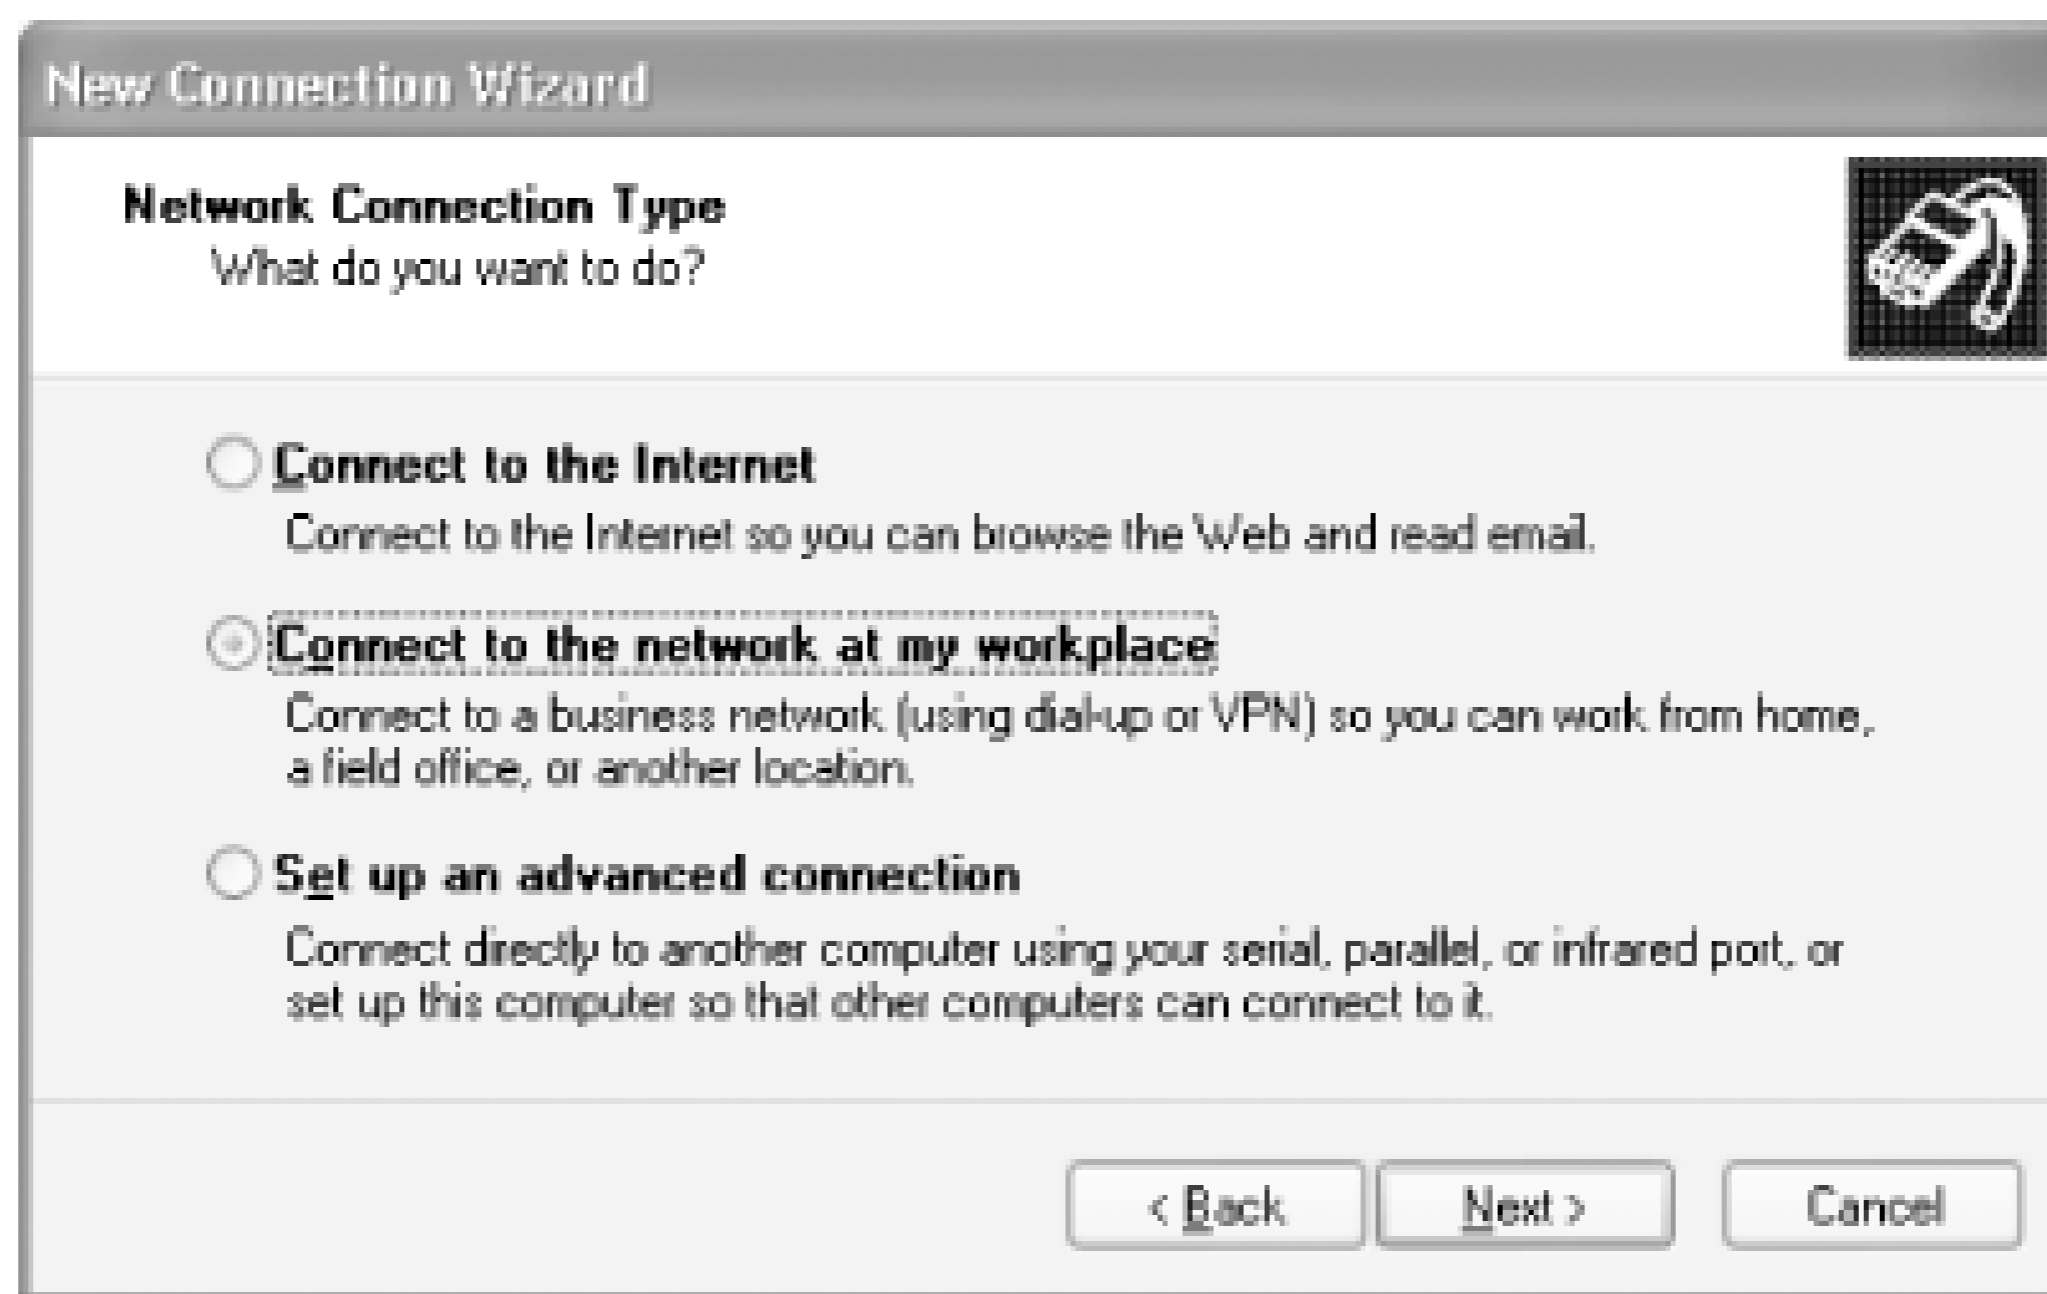 New Connection Wizard
Network Connection Type
What do you want to do?
Connect to the Internet
Connect to the Internet so you can browse the Web and read email.
Connect to the network at my workplace
Connect to a business network (using dial-up or VPN) so you can work from home,
a field office, or another location.
Set up an advanced connection
Connect directly to another computer using your serial, parallel, or infrared port, or
set up this computer so that other computers can connect to it.
< Back Next > Cancel